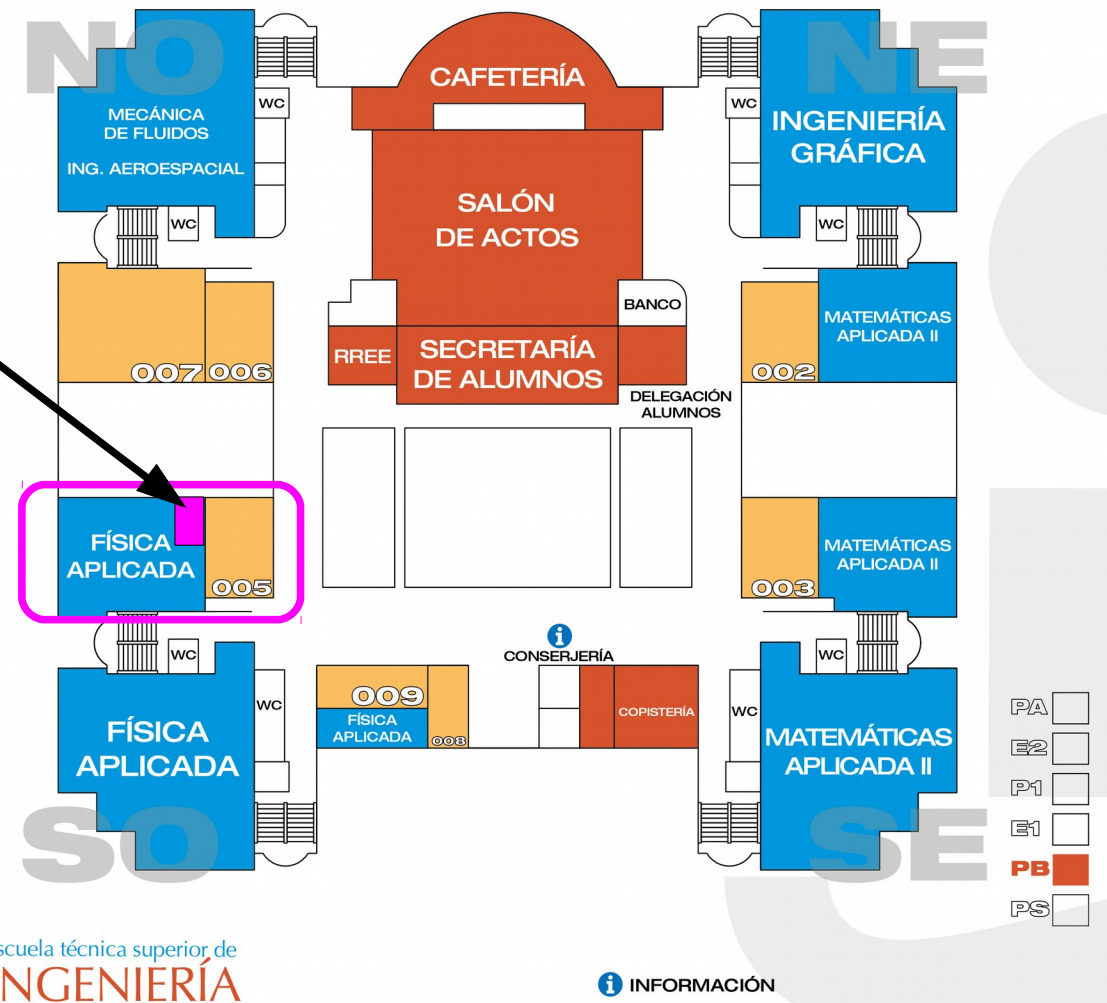 NO
NE
CAFETERÍA
WC
WC
MECÁNICA
DE FLUIDOS
ING. AEROESPACIAL
INGENIERÍA
GRÁFICA
SALÓN
DE ACTOS
WC
WC
BANCO
MATEMÁTICAS
APLICADA II
RREE
SECRETARÍA
DE ALUMNOS
007
006
002
DELEGACIÓN
ALUMNOS
FÍSICA
APLICADA
005
MATEMÁTICAS
APLICADA II
003
i
CONSERJERÍA
WC
WC
WC
009
FÍSICA
APLICADA
008
COPISTERÍA
WC
FÍSICA
APLICADA
MATEMÁTICAS
APLICADA II
SO
SE
PA
E2
P1
E1
PB
PS
scuela técnica superior de
NGENIERÍA
i INFORMACIÓN